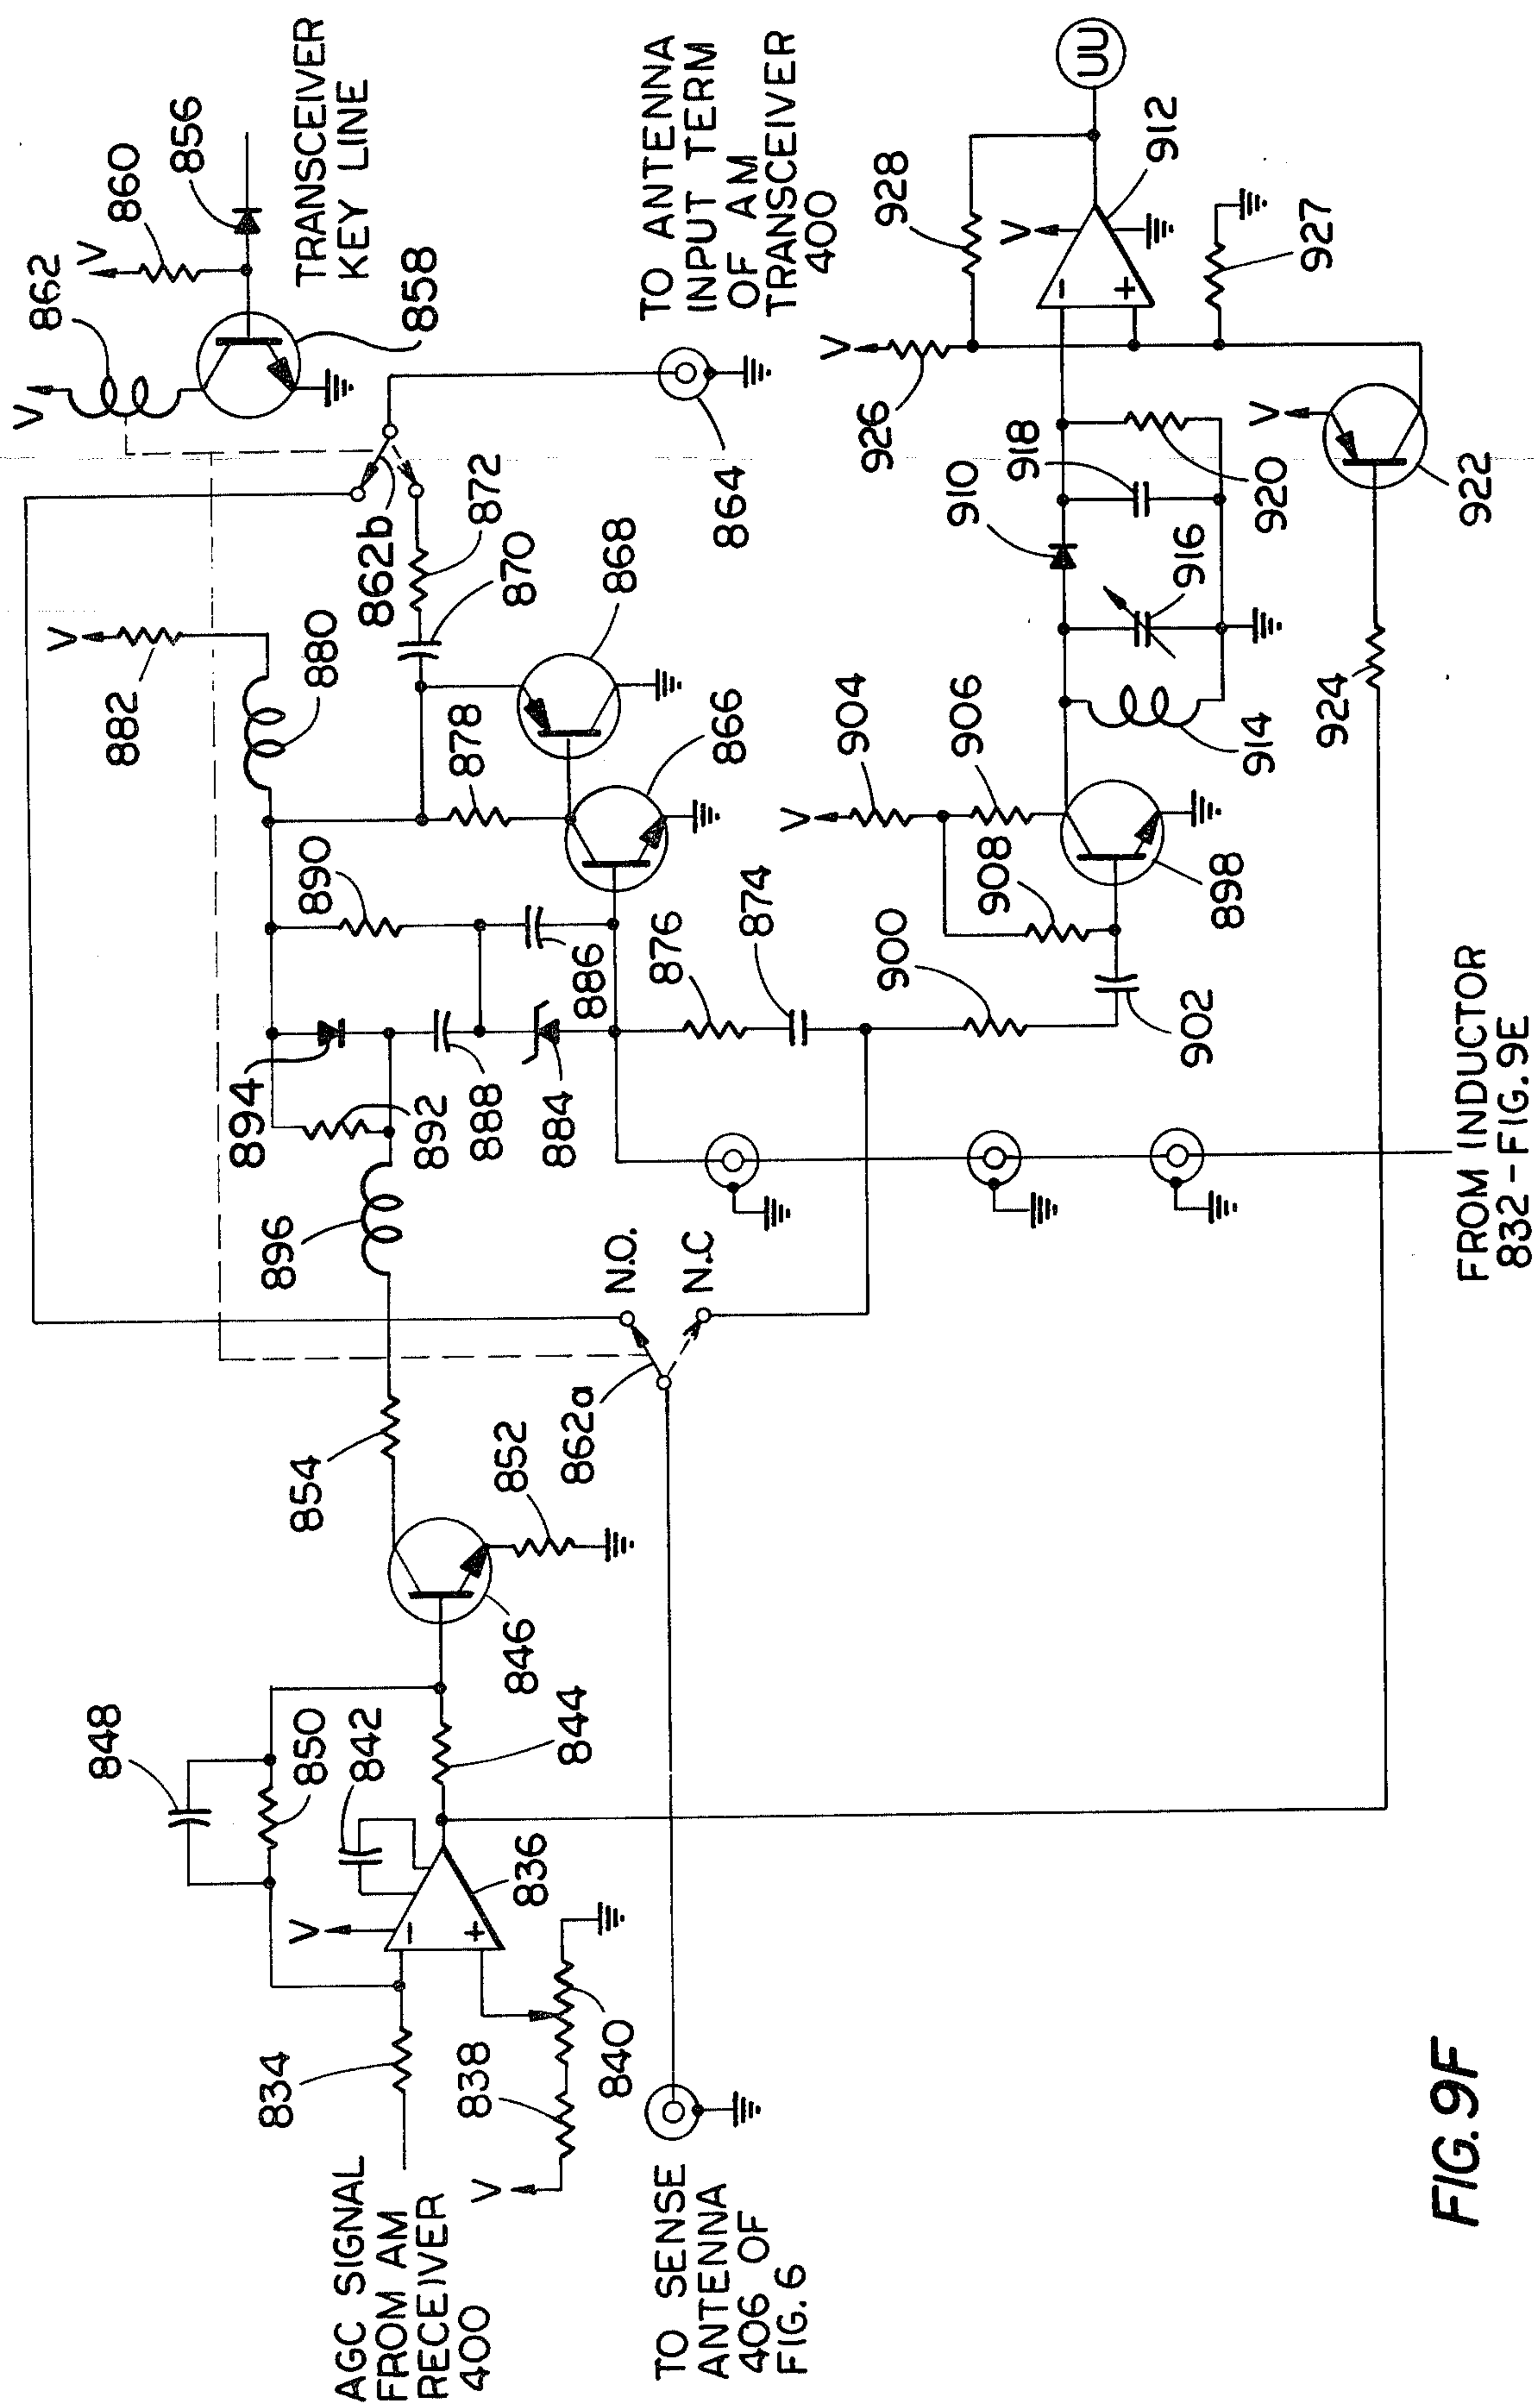 AGC SIGNAL
FROM AM
RECEIVER
400
834
848
850
842
V
-
+
836
838
V
840
844
846
852
854
TO SENSE
ANTENNA
406 OF
FIG. 6
862a
N.O.
N.C
896
892
894
888
884
886
890
882
V
880
878
866
868
870
872
862b
876
874
864
TO ANTENNA
INPUT TERM
OF AM
TRANSCEIVER
400
862
V
V
860
856
858
TRANSCEIVER
KEY LINE
900
902
908
V
904
906
898
914
916
910
918
920
V
926
928
V
-
+
912
UU
927
V
922
924
FROM INDUCTOR
832-FIG. 9E
FIG. 9F